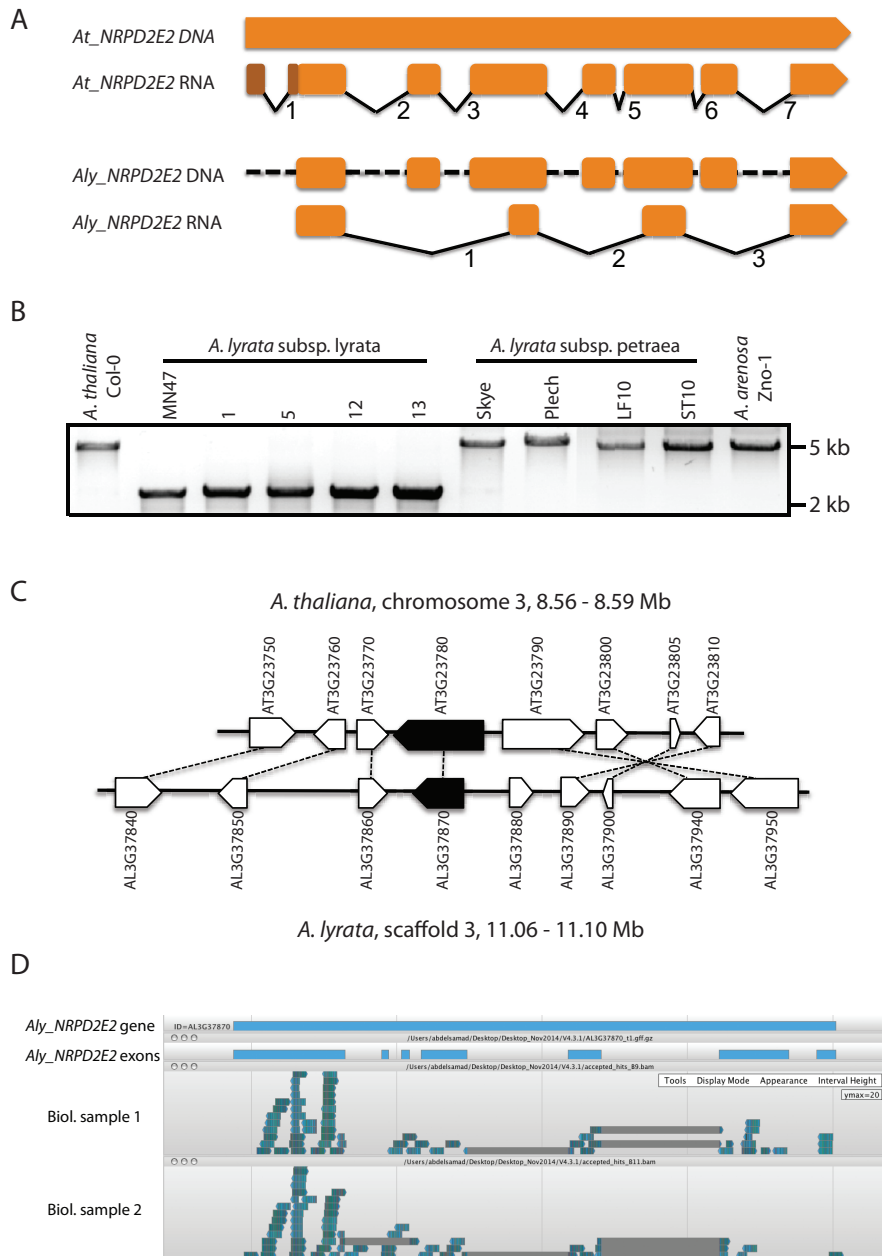 A
At_NRPD2E2 DNA
At_NRPD2E2 RNA
1 2 3 4 5 6 7
Aly_NRPD2E2 DNA
Aly_NRPD2E2 RNA
1 2 3
B
A. thaliana
Col-0
A. lyrata subsp. lyrata
MN47
1
5
12
13
A. lyrata subsp. petraea
Skye
Plech
LF10
ST10
A. arenosa
Zno-1
5 kb
2 kb
C
A. thaliana, chromosome 3, 8.56 - 8.59 Mb
AT3G23750
AT3G23760
AT3G23770
AT3G23780
AT3G23790
AT3G23800
AT3G23805
AT3G23810
AL3G37840
AL3G37850
AL3G37860
AL3G37870
AL3G37880
AL3G37890
AL3G37900
AL3G37940
AL3G37950
A. lyrata, scaffold 3, 11.06 - 11.10 Mb
D
Aly_NRPD2E2 gene
ID=AL3G37870
/Users/abdelsamad/Desktop/Desktop_Nov2014/V4.3.1/AL3G37870_t1.gff.gz
Aly_NRPD2E2 exons
/Users/abdelsamad/Desktop/Desktop_Nov2014/V4.3.1/accepted_hits_B9.bam
Tools Display Mode Appearance Interval Height
ymax=20
Biol. sample 1
/Users/abdelsamad/Desktop/Desktop_Nov2014/V4.3.1/accepted_hits_B11.bam
Biol. sample 2